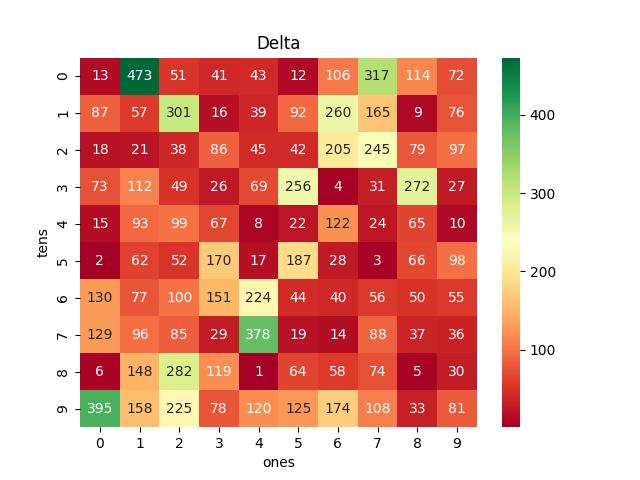 Delta
0 13 473 51 41 43 12 106 317 114 72
1 87 57 301 16 39 92 260 165 9 76
2 18 21 38 86 45 42 205 245 79 97
3 73 112 49 26 69 256 4 31 272 27
4 15 93 99 67 8 22 122 24 65 10
5 2 62 52 170 17 187 28 3 66 98
6 130 77 100 151 224 44 40 56 50 55
7 129 96 85 29 378 19 14 88 37 36
8 6 148 282 119 1 64 58 74 5 30
9 395 158 225 78 120 125 174 108 33 81
0 1 2 3 4 5 6 7 8 9
ones
tens
400
300
200
100